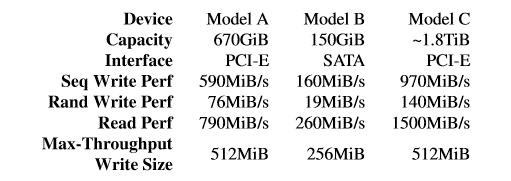 Device Model A Model B Model C
Capacity 670GiB 150GiB ~1.8TiB
Interface PCI-E SATA PCI-E
Seq Write Perf 590MiB/s 160MiB/s 970MiB/s
Rand Write Perf 76MiB/s 19MiB/s 140MiB/s
Read Perf 790MiB/s 260MiB/s 1500MiB/s
Max-Throughput
Write Size 512MiB 256MiB 512MiB